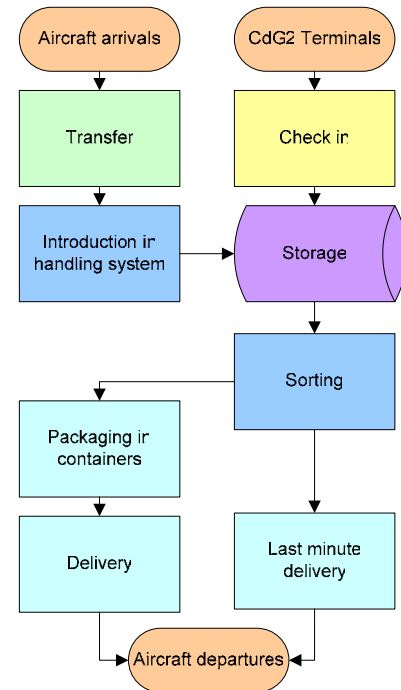 Aircraft arrivals
CdG2 Terminals
Transfer
Check in
Introduction in
handling system
Storage
Sorting
Packaging in
containers
Delivery
Last minute
delivery
Aircraft departures